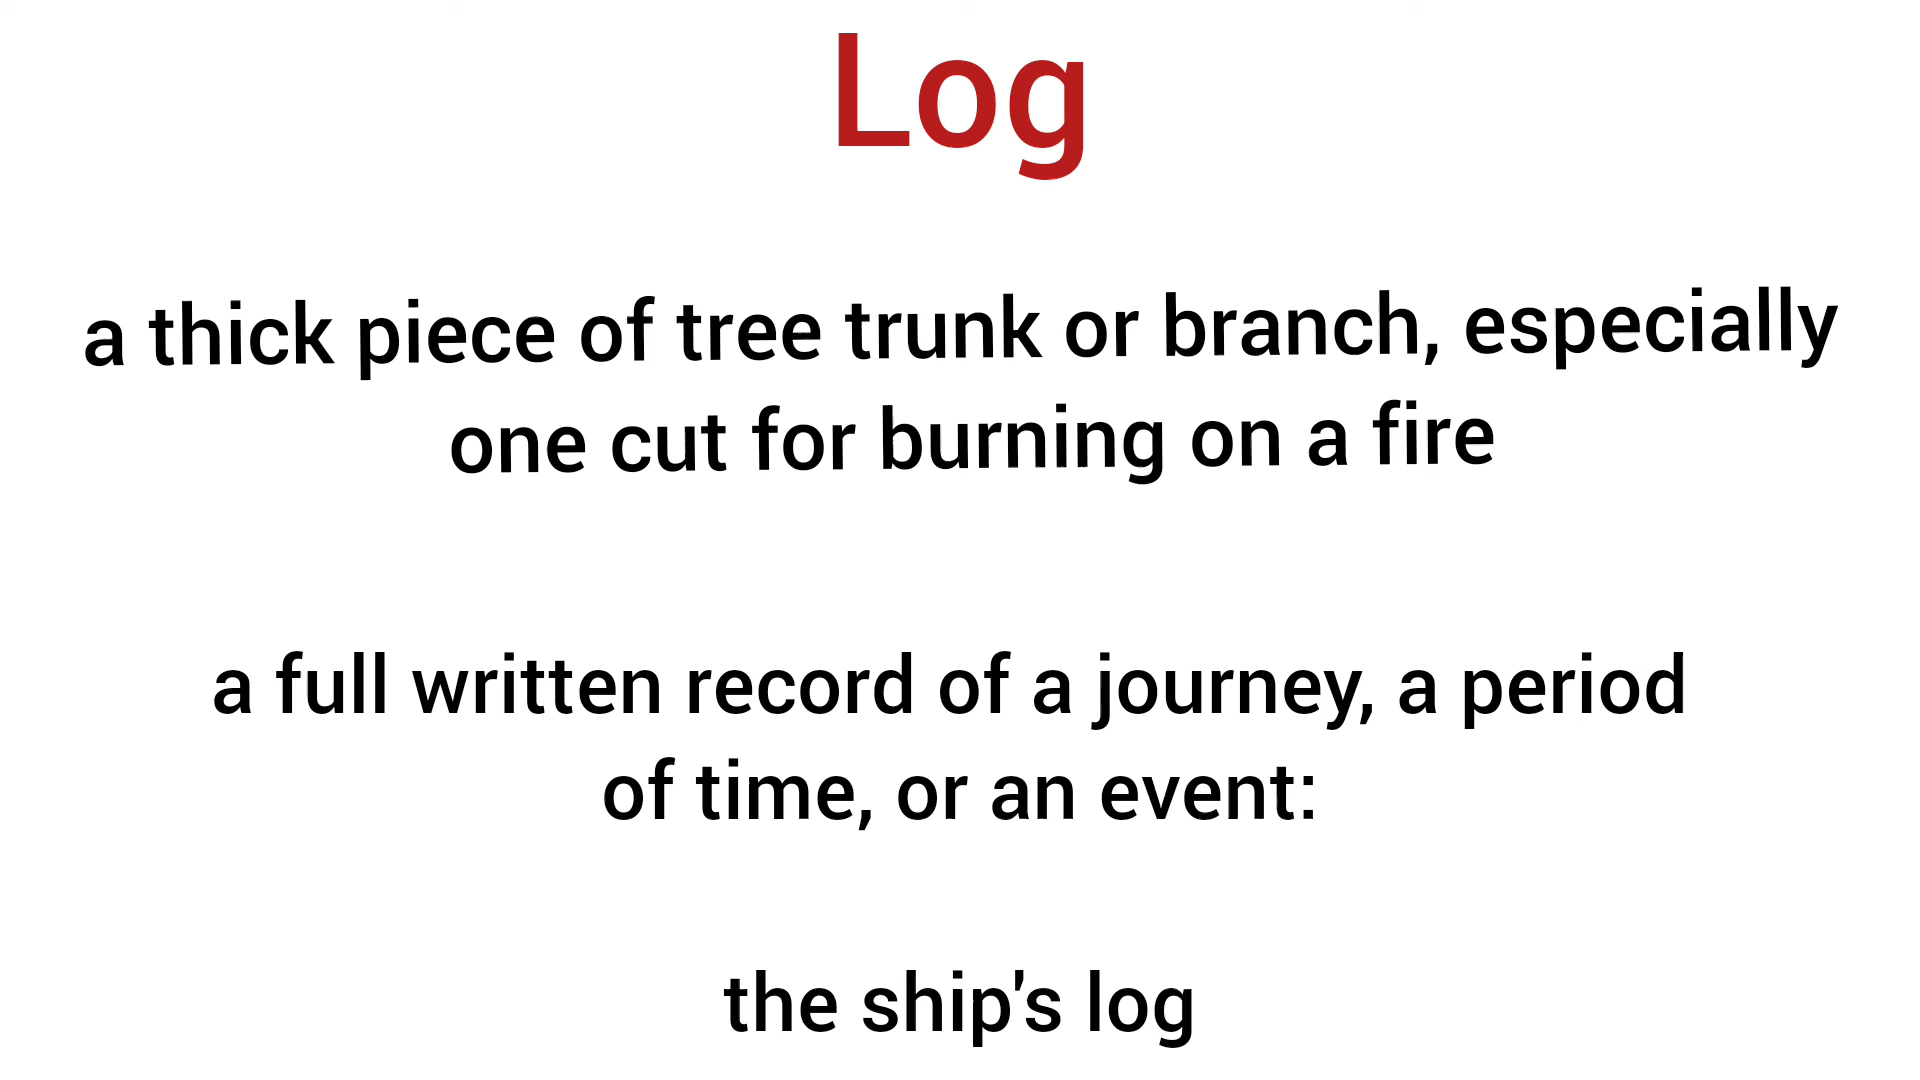 Log
a thick piece of tree trunk or branch, especially
one cut for burning on a fire
a full written record of a journey, a period
of time, or an event:
the ship's log